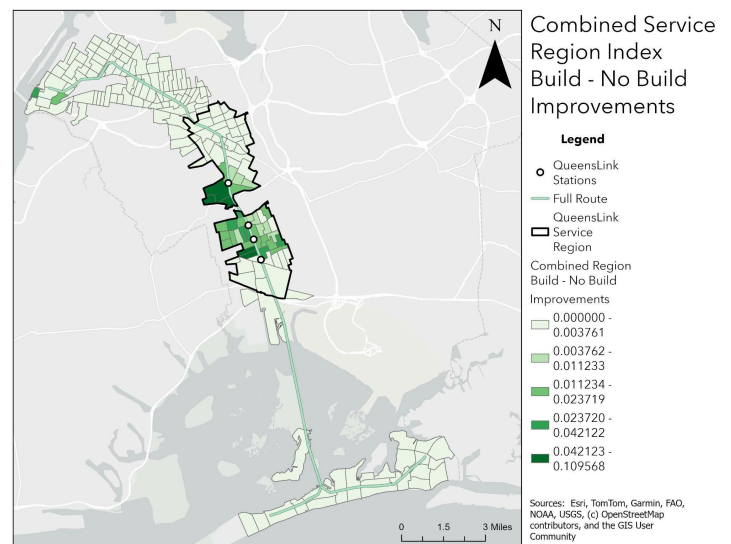 N
Combined Service
Region Index
Build - No Build
Improvements
Legend
QueensLink
Stations
Full Route
QueensLink
Service
Region
Combined Region
Build - No Build
Improvements
0.000000 -
0.003761
0.003762 -
0.011233
0.011234 -
0.023719
0.023720 -
0.042122
0.042123 -
0.109568
0 1.5 3 Miles
Sources: Esri, TomTom, Garmin, FAO,
NOAA, USGS, (c) OpenStreetMap
contributors, and the GIS User
Community